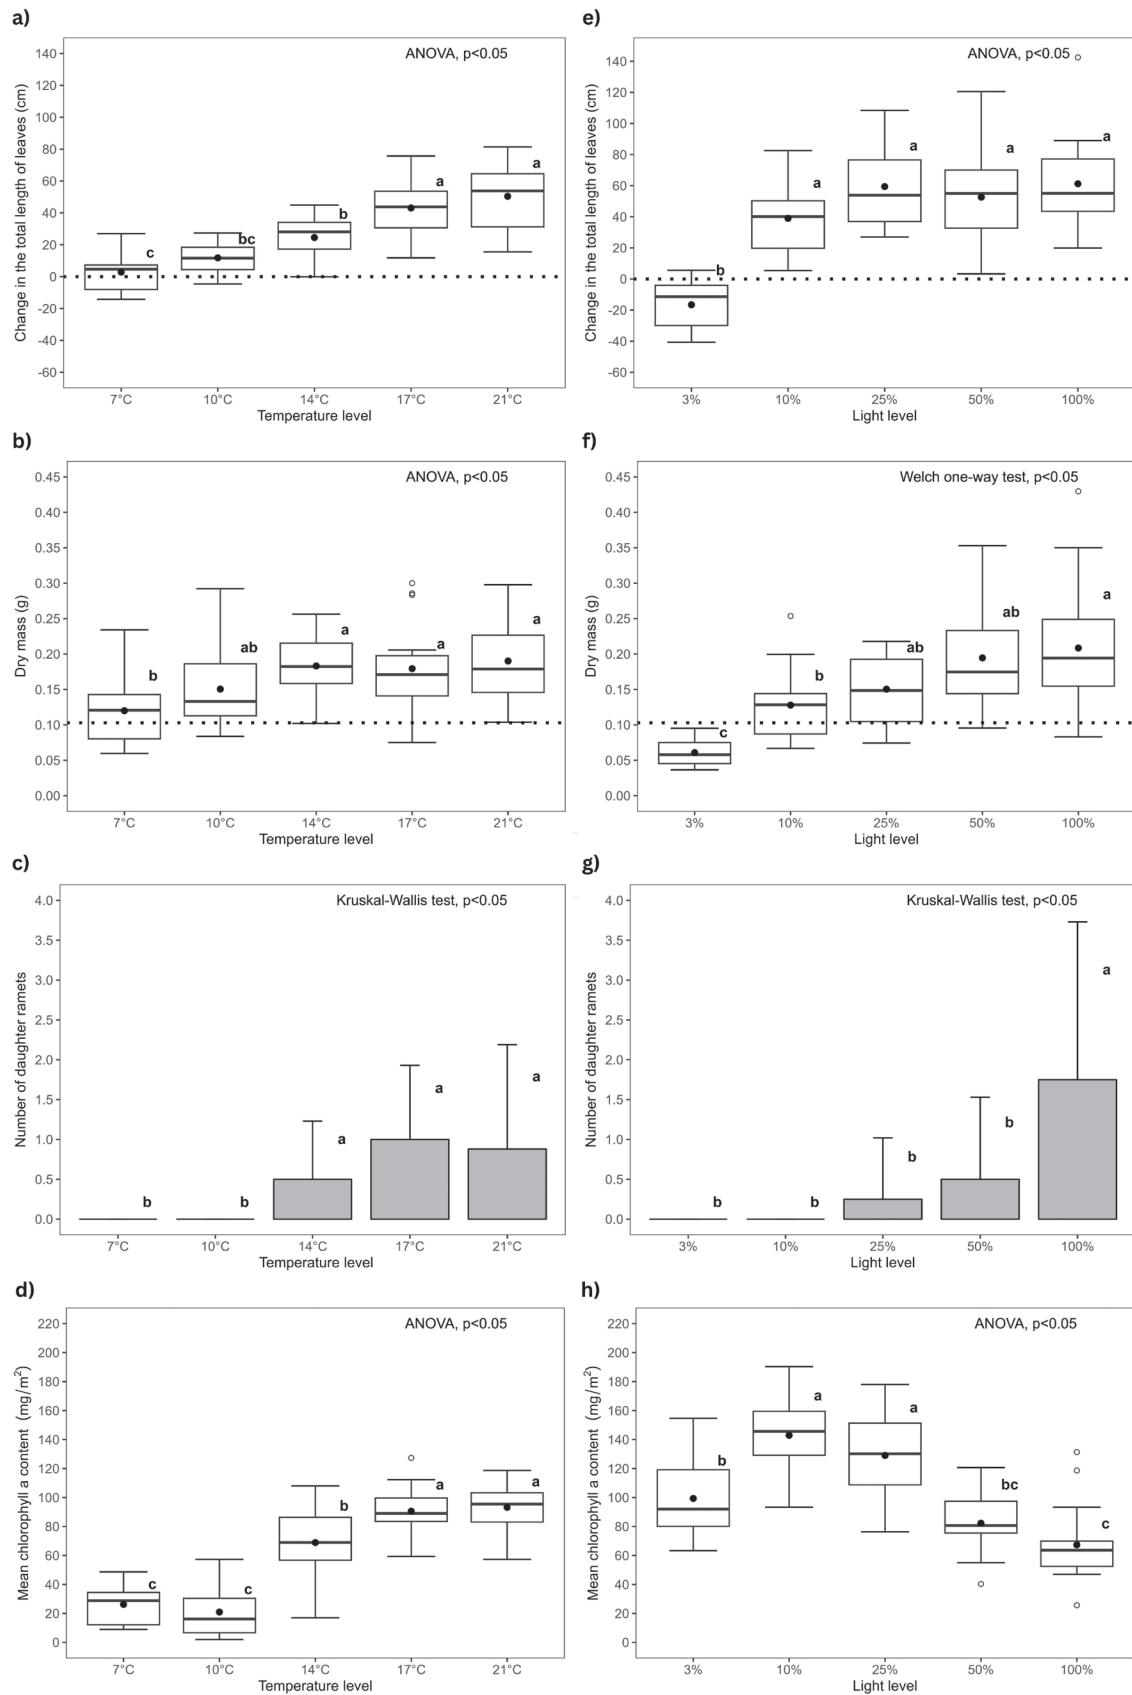 a)
ANOVA, p<0.05
Change in the total length of leaves (cm)
140
120
100
80
60
40
20
0
-20
-40
-60
c
bc
b
a
a
7°C
10°C
14°C
17°C
21°C
Temperature level
e)
ANOVA, p<0.05
Change in the total length of leaves (cm)
140
120
100
80
60
40
20
0
-20
-40
-60
b
a
a
a
a
3%
10%
25%
50%
100%
Light level
b)
ANOVA, p<0.05
Dry mass (g)
0.45
0.40
0.35
0.30
0.25
0.20
0.15
0.10
0.05
0.00
b
ab
a
a
a
7°C
10°C
14°C
17°C
21°C
Temperature level
f)
Welch one-way test, p<0.05
Dry mass (g)
0.45
0.40
0.35
0.30
0.25
0.20
0.15
0.10
0.05
0.00
c
b
ab
ab
a
3%
10%
25%
50%
100%
Light level
c)
Kruskal-Wallis test, p<0.05
Number of daughter ramets
4.0
3.5
3.0
2.5
2.0
1.5
1.0
0.5
0.0
b
b
a
a
a
7°C
10°C
14°C
17°C
21°C
Temperature level
g)
Kruskal-Wallis test, p<0.05
Number of daughter ramets
4.0
3.5
3.0
2.5
2.0
1.5
1.0
0.5
0.0
b
b
b
b
a
3%
10%
25%
50%
100%
Light level
d)
ANOVA, p<0.05
Mean chlorophyll a content (mg/m²)
220
200
180
160
140
120
100
80
60
40
20
0
c
c
b
a
a
7°C
10°C
14°C
17°C
21°C
Temperature level
h)
ANOVA, p<0.05
Mean chlorophyll a content (mg/m²)
220
200
180
160
140
120
100
80
60
40
20
0
b
a
a
bc
c
3%
10%
25%
50%
100%
Light level